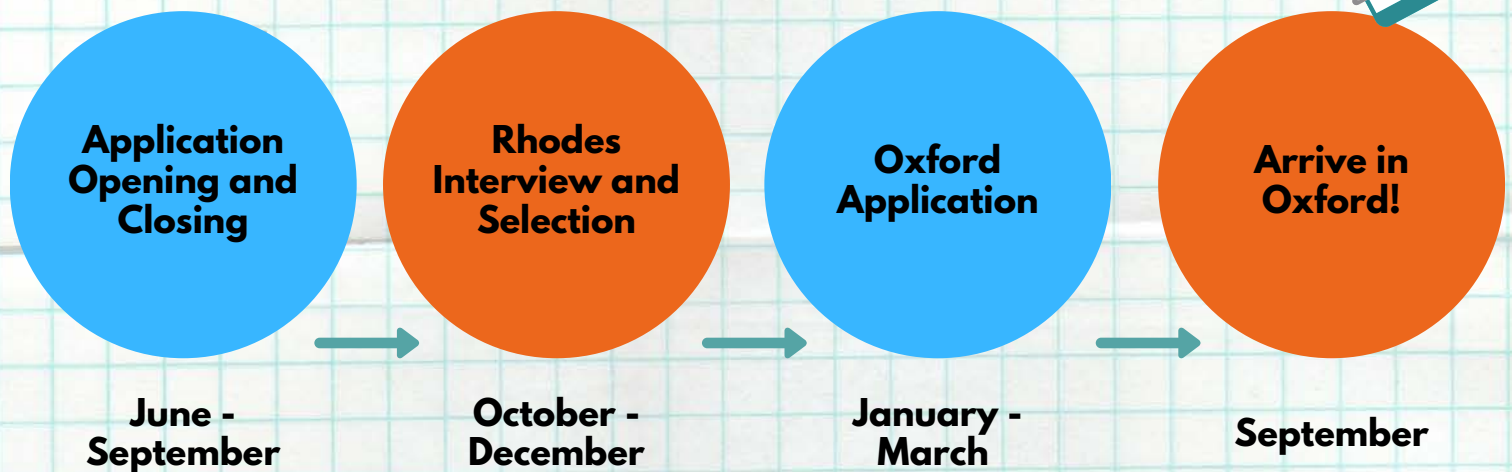 Application
Opening and
Closing
Rhodes
Interview and
Selection
Oxford
Application
Arrive in
Oxford!
June -
September
October -
December
January -
March
September